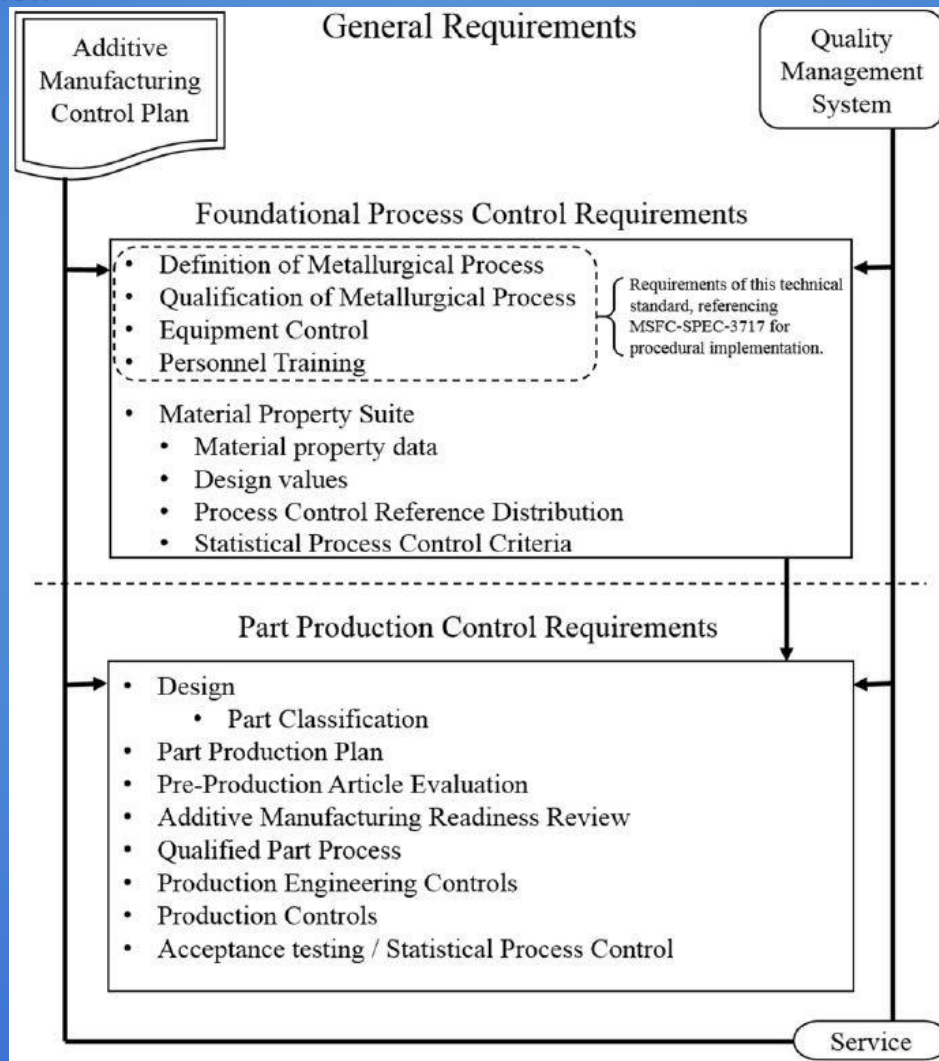 General Requirements
Additive
Manufacturing
Control Plan
Quality
Management
System
Foundational Process Control Requirements
• Definition of Metallurgical Process
• Qualification of Metallurgical Process
• Equipment Control
• Personnel Training
Requirements of this technical
standard, referencing
MSFC-SPEC-3717 for
procedural implementation.
• Material Property Suite
• Material property data
• Design values
• Process Control Reference Distribution
• Statistical Process Control Criteria
Part Production Control Requirements
• Design
• Part Classification
• Part Production Plan
• Pre-Production Article Evaluation
• Additive Manufacturing Readiness Review
• Qualified Part Process
• Production Engineering Controls
• Production Controls
• Acceptance testing / Statistical Process Control
Service